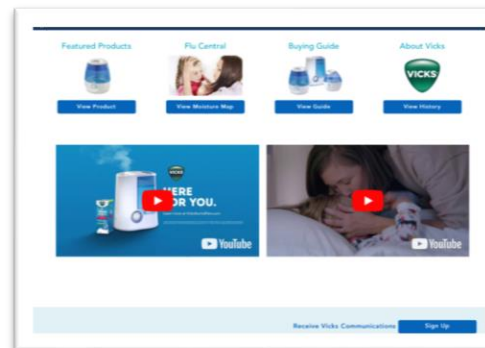 Featured Products
Flu Central
Buying Guide
About Vicks
VICKS
View Product
View Moisture Map
View Guide
View History
VICKS
HERE
FOR YOU.
YouTube
YouTube
Receive Vicks Communications
Sign Up